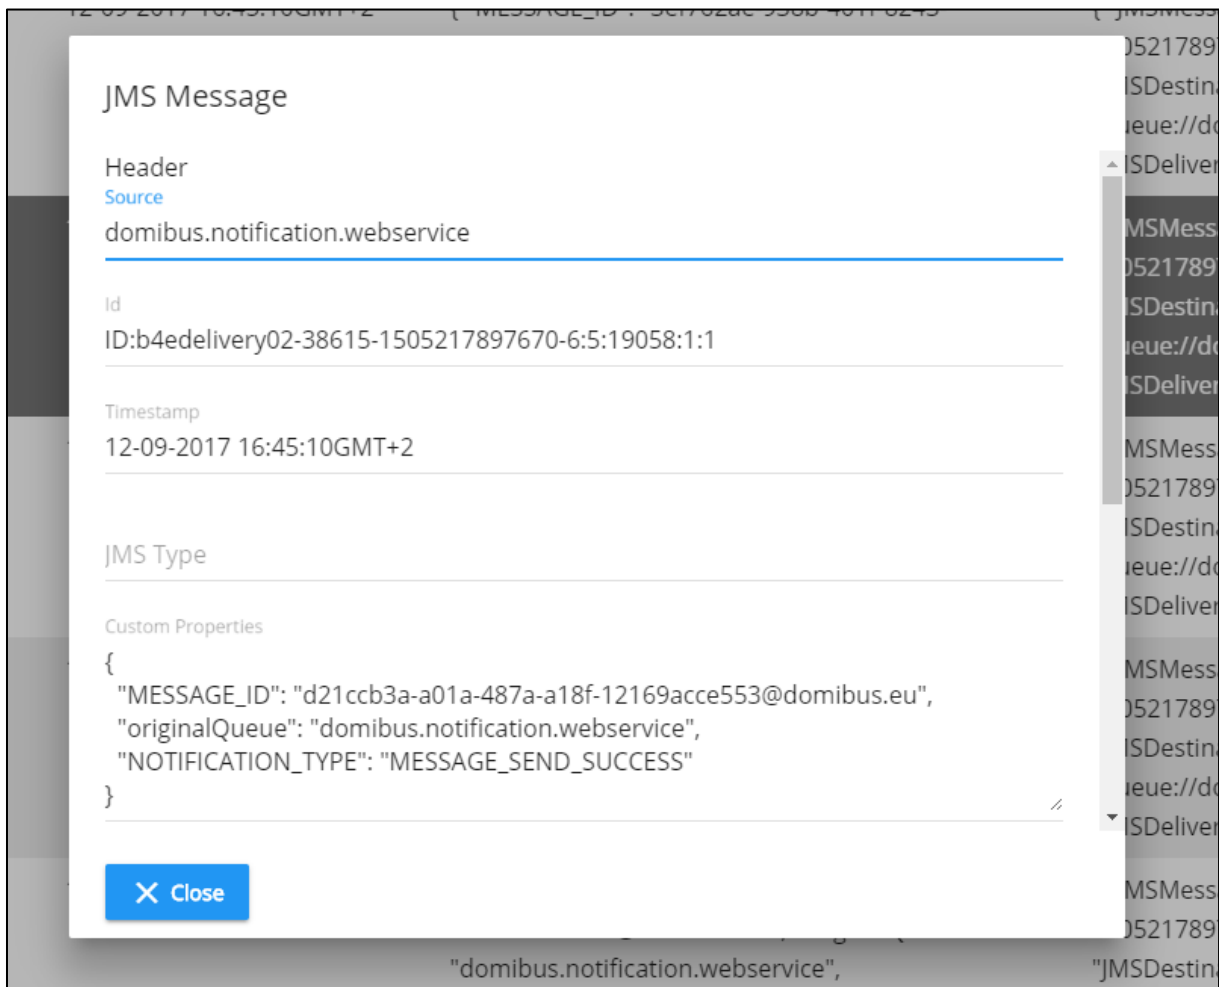 JMS Message
Header
Source
domibus.notification.webservice
Id
ID:b4edelivery02-38615-1505217897670-6:5:19058:1:1
Timestamp
12-09-2017 16:45:10GMT+2
JMS Type
Custom Properties
{
"MESSAGE_ID": "d21ccb3a-a01a-487a-a18f-12169acce553@domibus.eu",
"originalQueue": "domibus.notification.webservice",
"NOTIFICATION_TYPE": "MESSAGE_SEND_SUCCESS"
}
Close
"domibus.notification.webservice",